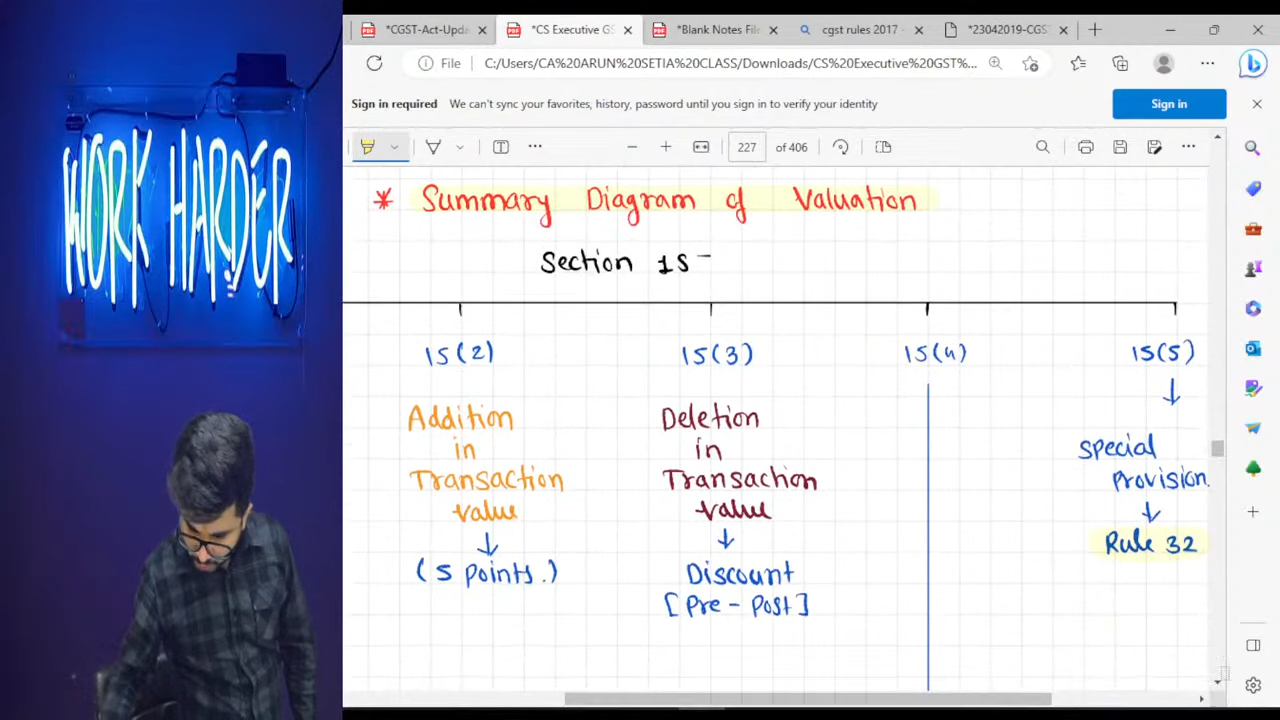 WORK HARDER
*CGST-Act-Upda
*CS Executive GS
*Blank Notes File
cgst rules 2017 -
*23042019-CGST
File
C:/Users/CA%20ARUN%20SETIA%20CLASS/Downloads/CS%20Executive%20GST%...
Sign in required
We can't sync your favorites, history, password until you sign in to verify your identity
Sign in
227 of 406
* Summary Diagram of Valuation
Section 15
15(2)
15(3)
15(4)
15(5)
Addition
in
Transaction
value
(5 points.)
Deletion
in
Transaction
value
Discount
[Pre - Post]
Special
Provision
Rule 32